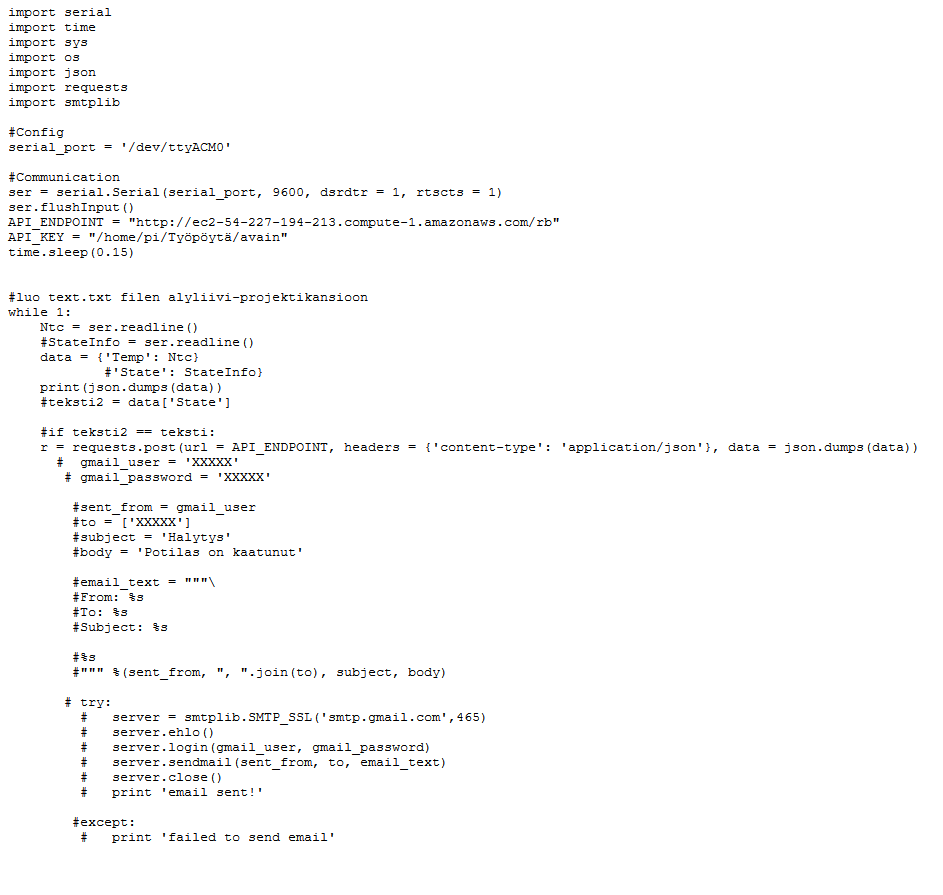 import serial
import time
import sys
import os
import json
import requests
import smtplib
#Config
serial_port = '/dev/ttyACM0'
#Communication
ser = serial.Serial(serial_port, 9600, dsrdtr = 1, rtscts = 1)
ser.flushInput()
API_ENDPOINT = "http://ec2-54-227-194-213.compute-1.amazonaws.com/rb"
API_KEY = "/home/pi/Työpöytä/avain"
time.sleep(0.15)
#luo text.txt filen alyliivi-projektikansioon
while 1:
    Ntc = ser.readline()
    #StateInfo = ser.readline()
    data = {'Temp': Ntc}
            #'State': StateInfo}
    print(json.dumps(data))
    #teksti2 = data['State']
    #if teksti2 == teksti:
    r = requests.post(url = API_ENDPOINT, headers = {'content-type': 'application/json'}, data = json.dumps(data))
      #  gmail_user = 'XXXXX'
       # gmail_password = 'XXXXX'
        #sent_from = gmail_user
        #to = ['XXXXX']
        #subject = 'Halytys'
        #body = 'Potilas on kaatunut'
        #email_text = """\
        #From: %s
        #To: %s
        #Subject: %s
        #%s
        #""" %(sent_from, ", ".join(to), subject, body)
       # try:
         #   server = smtplib.SMTP_SSL('smtp.gmail.com',465)
         #   server.ehlo()
         #   server.login(gmail_user, gmail_password)
         #   server.sendmail(sent_from, to, email_text)
         #   server.close()
         #   print 'email sent!'
        #except:
         #   print 'failed to send email'